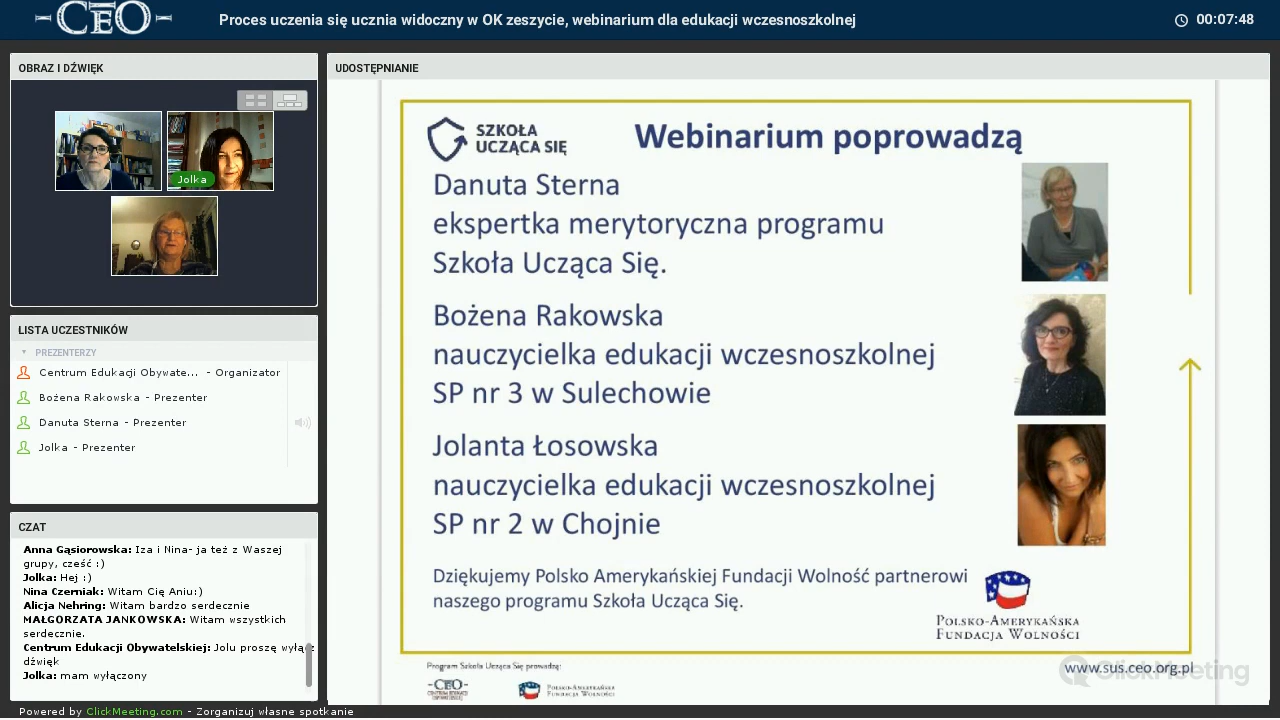 CEO
Proces uczenia się ucznia widoczny w OK zeszycie, webinarium dla edukacji wczesnoszkolnej
00:07:48
OBRAZ I DŹWIĘK
Jolka
LISTA UCZESTNIKÓW
PREZENTERZY
Centrum Edukacji Obywate... - Organizator
Bożena Rakowska - Prezenter
Danuta Sterna - Prezenter
Jolka - Prezenter
CZAT
Anna Gąsiorowska: Iza i Nina- ja też z Waszej
grupy, cześć :)
Jolka: Hej :)
Nina Czerniak: Witam Cię Aniu:)
Alicja Nehring: Witam bardzo serdecznie
MAŁGORZATA JANKOWSKA: Witam wszystkich
serdecznie.
Centrum Edukacji Obywatelskiej: Jolu proszę
dźwięk
Jolka: mam wyłączony
Powered by ClickMeeting.com - Zorganizuj własne spotkanie
UDOSTĘPNIANIE
SZKOŁA
UCZĄCA SIĘ
Webinarium poprowadzą
Danuta Sterna
ekspertka merytoryczna programu
Szkoła Ucząca Się.
Bożena Rakowska
nauczycielka edukacji wczesnoszkolnej
SP nr 3 w Sulechowie
Jolanta Łosowska
nauczycielka edukacji wczesnoszkolnej
SP nr 2 w Chojnie
Dziękujemy Polsko Amerykańskiej Fundacji Wolność partnerowi
naszego programu Szkoła Ucząca Się.
POLSKO-AMERYKAŃSKA
FUNDACJA WOLNOŚCI
Program Szkoła Ucząca Się prowadzą:
CEO
POLSKO-AMERYKAŃSKA
FUNDACJA WOLNOŚCI
www.sus.ceo.org.pl
ClickMeeting